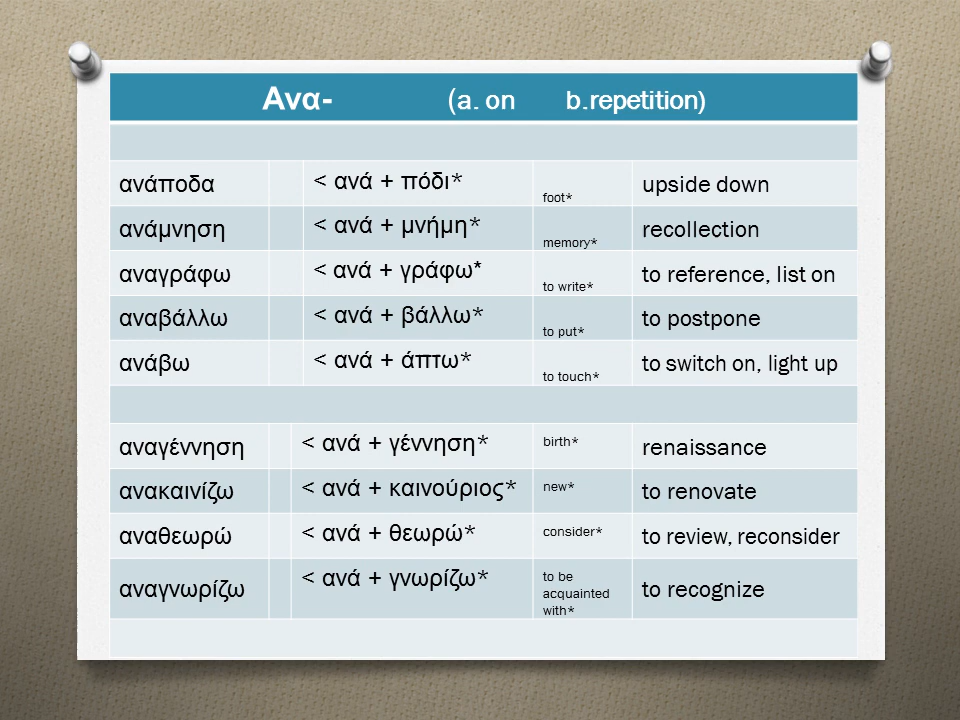 Ανα- (a. on b.repetition)
ανάποδα < ανά + πόδι* foot* upside down
ανάμνηση < ανά + μνήμη* memory* recollection
αναγράφω < ανά + γράφω* to write* to reference, list on
αναβάλλω < ανά + βάλλω* to put* to postpone
ανάβω < ανά + άπτω* to touch* to switch on, light up
αναγέννηση < ανά + γέννηση* birth* renaissance
ανακαινίζω < ανά + καινούριος* new* to renovate
αναθεωρώ < ανά + θεωρώ* consider* to review, reconsider
αναγνωρίζω < ανά + γνωρίζω* to be acquainted with* to recognize